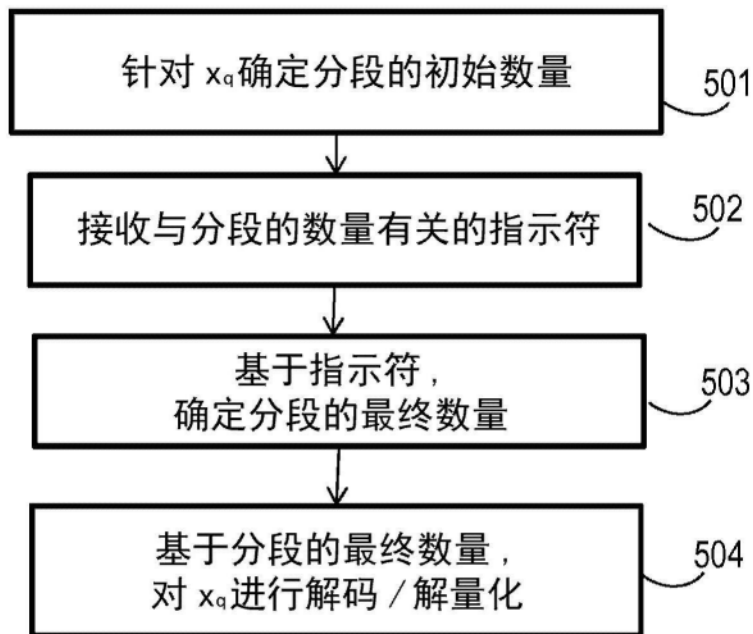 针对 xq 确定分段的初始数量
501
接收与分段的数量有关的指示符
502
基于指示符，
确定分段的最终数量
503
基于分段的最终数量，
对 xq 进行解码／解量化
504